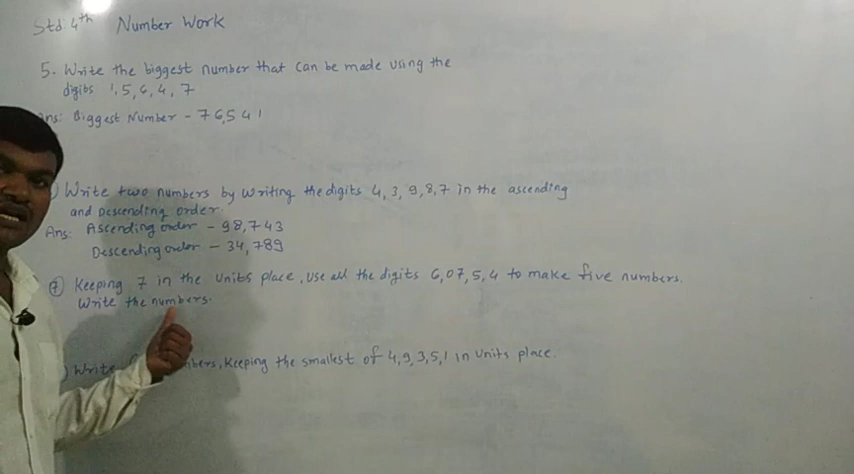 Std: 4th Number Work
5. Write the biggest number that can be made using the
digits 1,5,6,4,7
Ans: Biggest Number - 76,541
Write two numbers by writing the digits 4, 3, 9, 8, 7 in the ascending
and Descending order.
Ans: Ascending order - 98,743
Descending order - 34,789
7) Keeping 7 in the units place, use all the digits 6,07,5,4 to make five numbers.
Write the numbers.
) Write numbers, Keeping the smallest of 4,9,3,5,1 in units place.